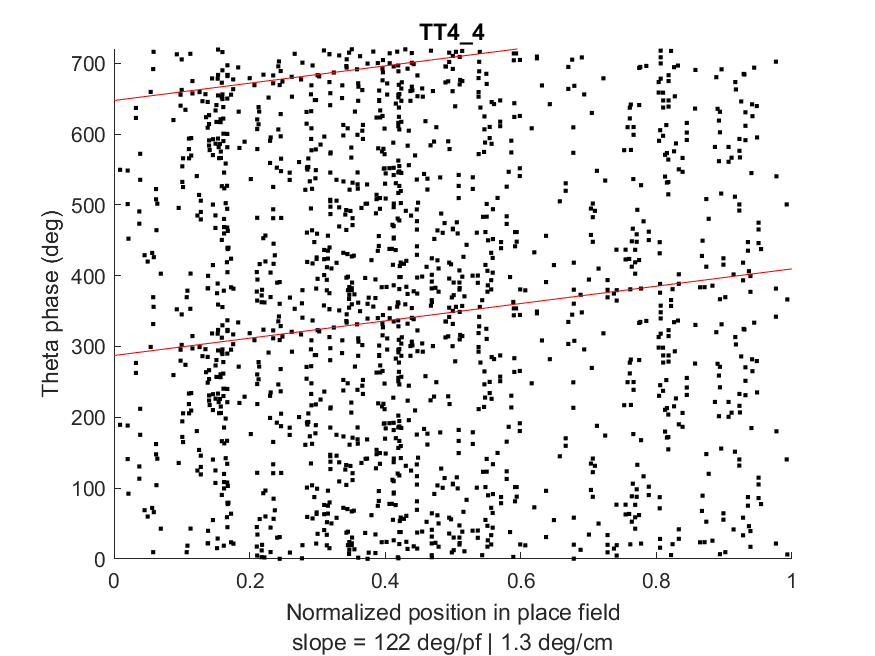 TT4_4
700
600
500
400
300
200
100
0
0 0.2 0.4 0.6 0.8 1
Theta phase (deg)
Normalized position in place field
slope = 122 deg/pf | 1.3 deg/cm